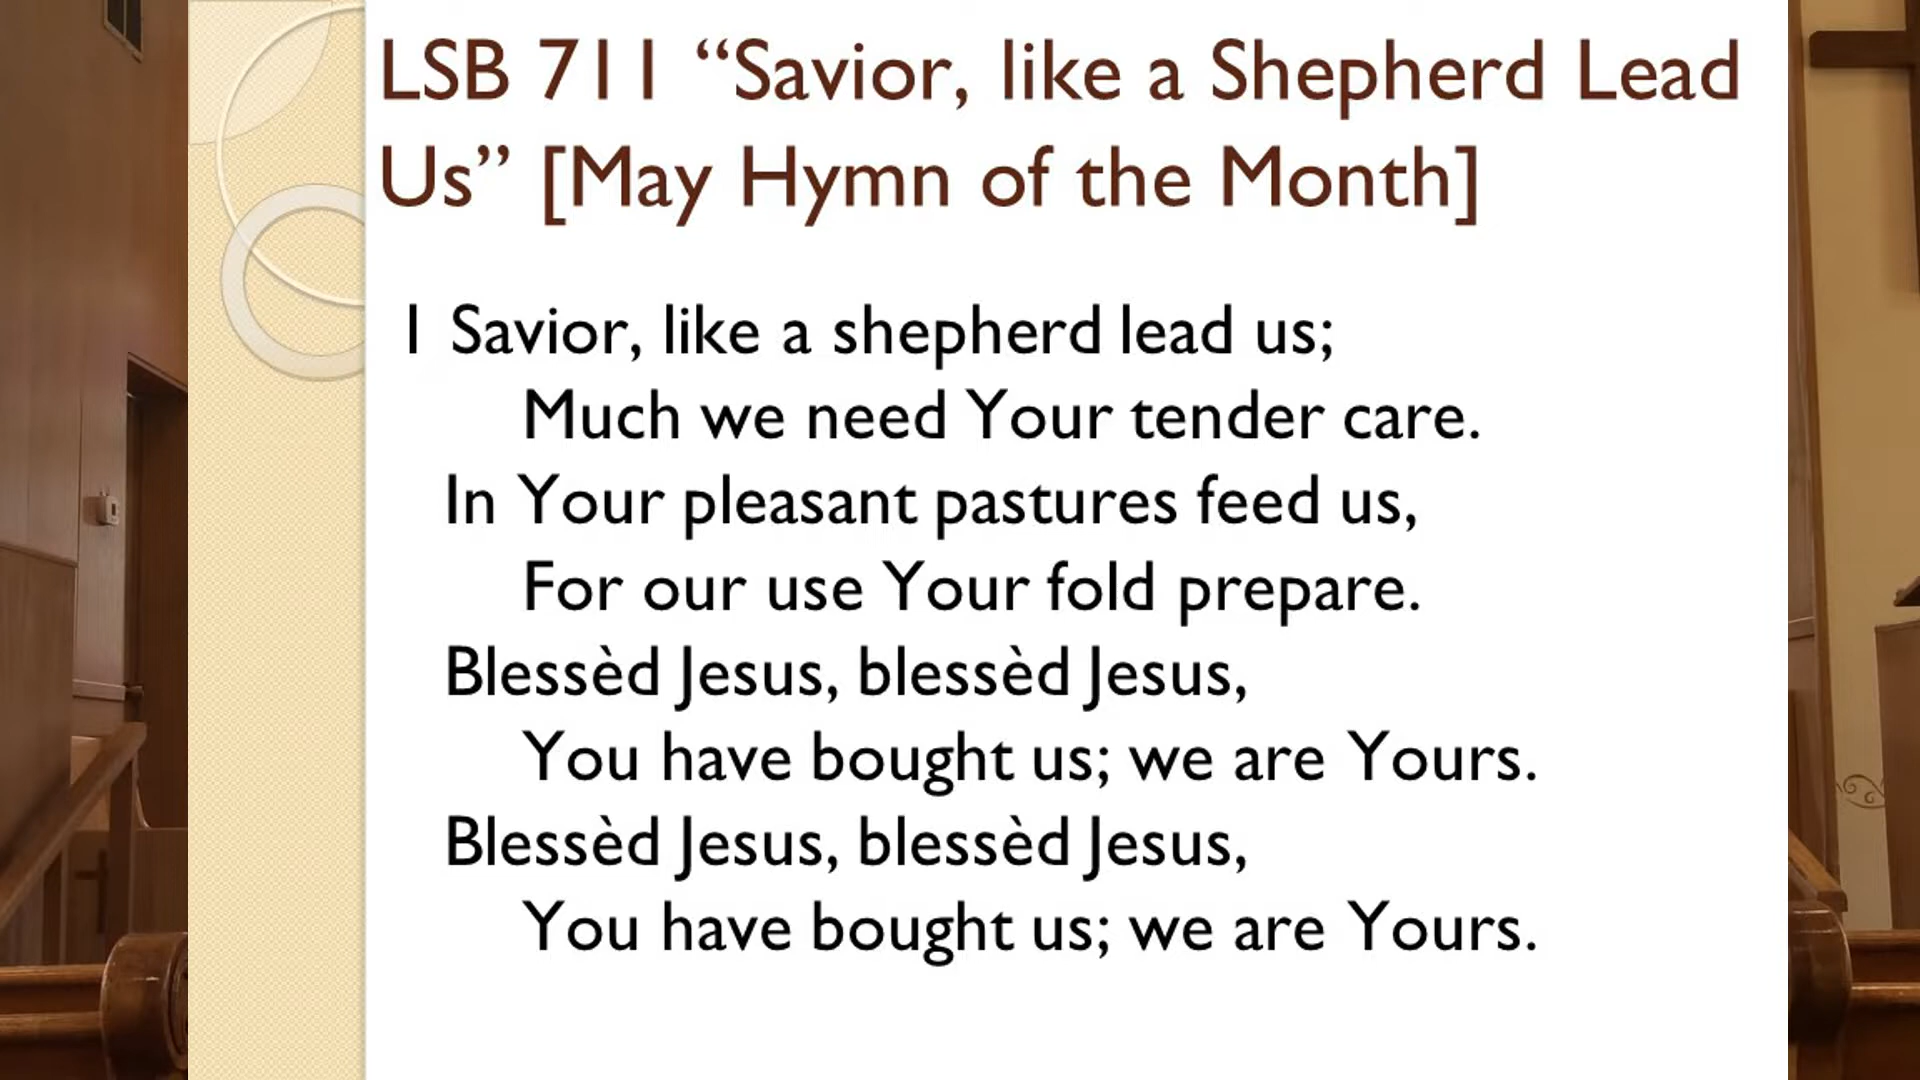 LSB 711 “Savior, like a Shepherd Lead
Us” [May Hymn of the Month]
1 Savior, like a shepherd lead us;
Much we need Your tender care.
In Your pleasant pastures feed us,
For our use Your fold prepare.
Blessèd Jesus, blessèd Jesus,
You have bought us; we are Yours.
Blessèd Jesus, blessèd Jesus,
You have bought us; we are Yours.